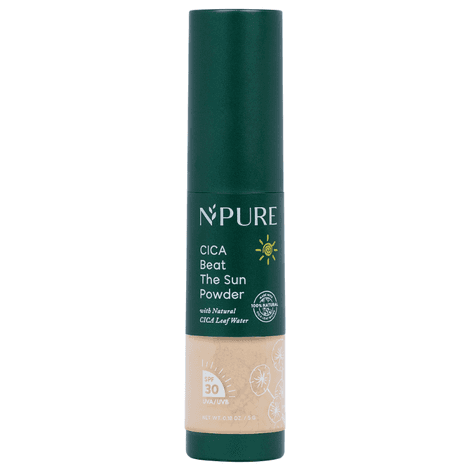 N'PURE
CICA
Beat
The Sun
Powder
with Natural
CICA Leaf Water
100% NATURAL
SPF
30
UVA/UVB